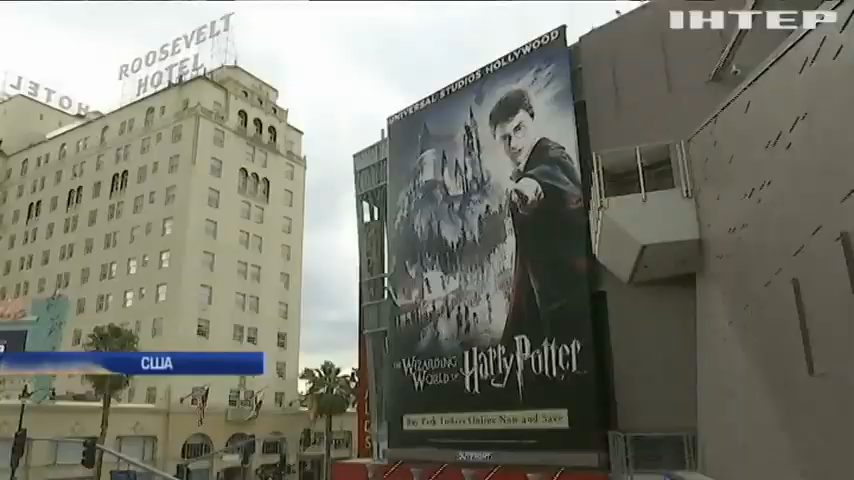 ІНТЕР
ROOSEVELT
HOTEL
HOTEL
UNIVERSAL STUDIOS HOLLYWOOD
THE WIZARDING
WORLD OF
Harry Potter
Buy Park Tickets Online Now and Save
США